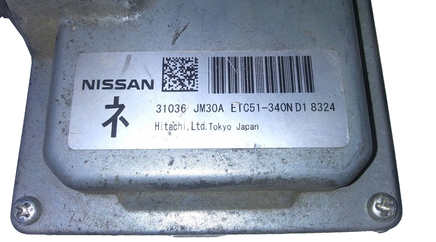 NISSAN
31036 JM30A ETC51-340N D1 8324
ネ
Hitachi,Ltd.Tokyo Japan